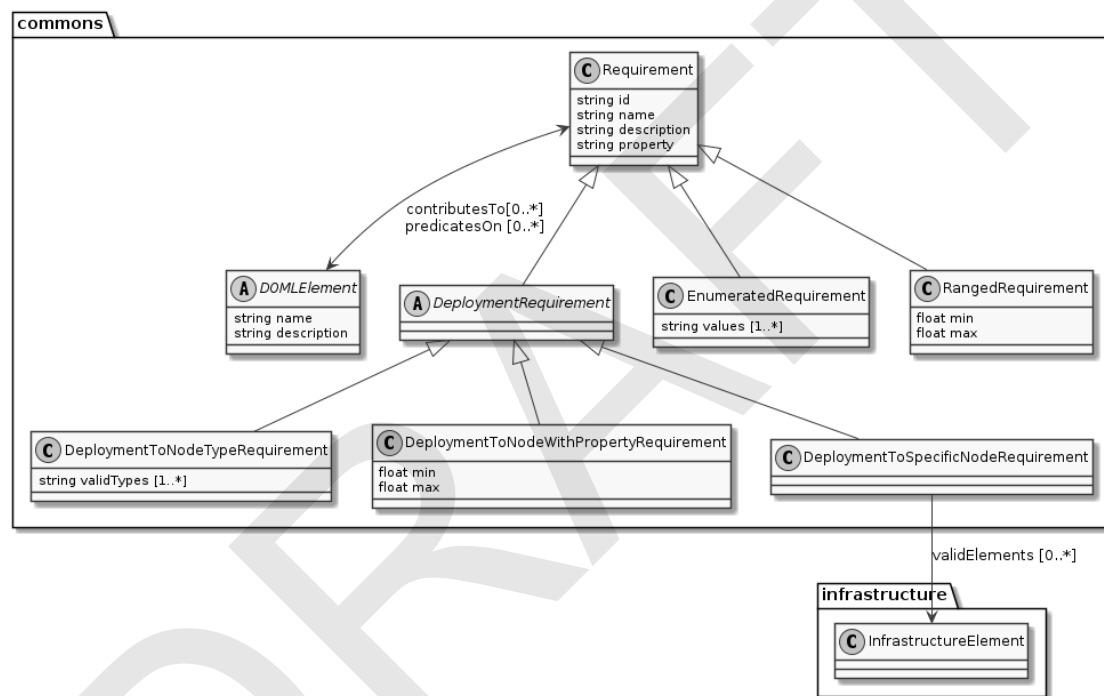 commons
C Requirement
string id
string name
string description
string property
contributesTo[0..*]
predicatesOn [0..*]
A DOMLElement
string name
string description
A DeploymentRequirement
C EnumeratedRequirement
string values [1..*]
C RangedRequirement
float min
float max
C DeploymentToNodeTypeRequirement
string validTypes [1..*]
C DeploymentToNodeWithPropertyRequirement
float min
float max
C DeploymentToSpecificNodeRequirement
validElements [0..*]
infrastructure
C InfrastructureElement
DRAFT